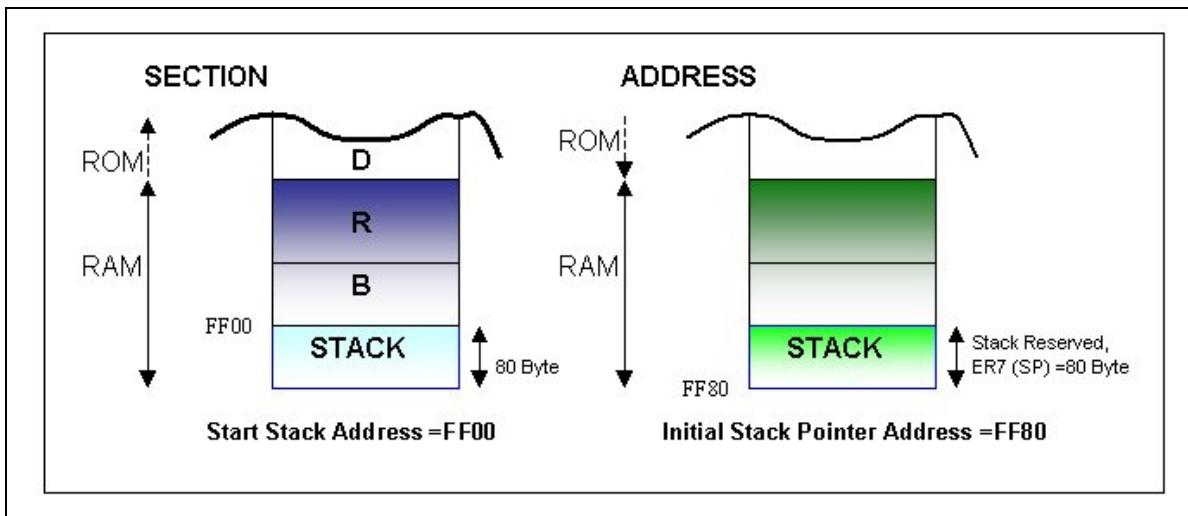 SECTION
ADDRESS
ROM
D
ROM
RAM
R
RAM
B
FF00
STACK
80 Byte
STACK
Stack Reserved,
ER7 (SP) =80 Byte
FF80
Start Stack Address =FF00
Initial Stack Pointer Address =FF80